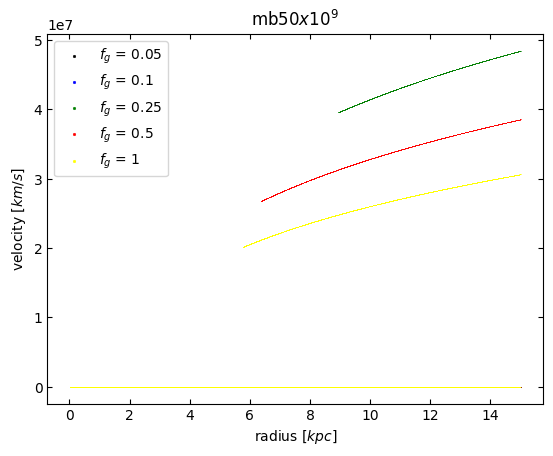 mb50x10⁹
1e7
5
4
3
2
1
0
velocity [km/s]
f_g = 0.05
f_g = 0.1
f_g = 0.25
f_g = 0.5
f_g = 1
0 2 4 6 8 10 12 14
radius [kpc]